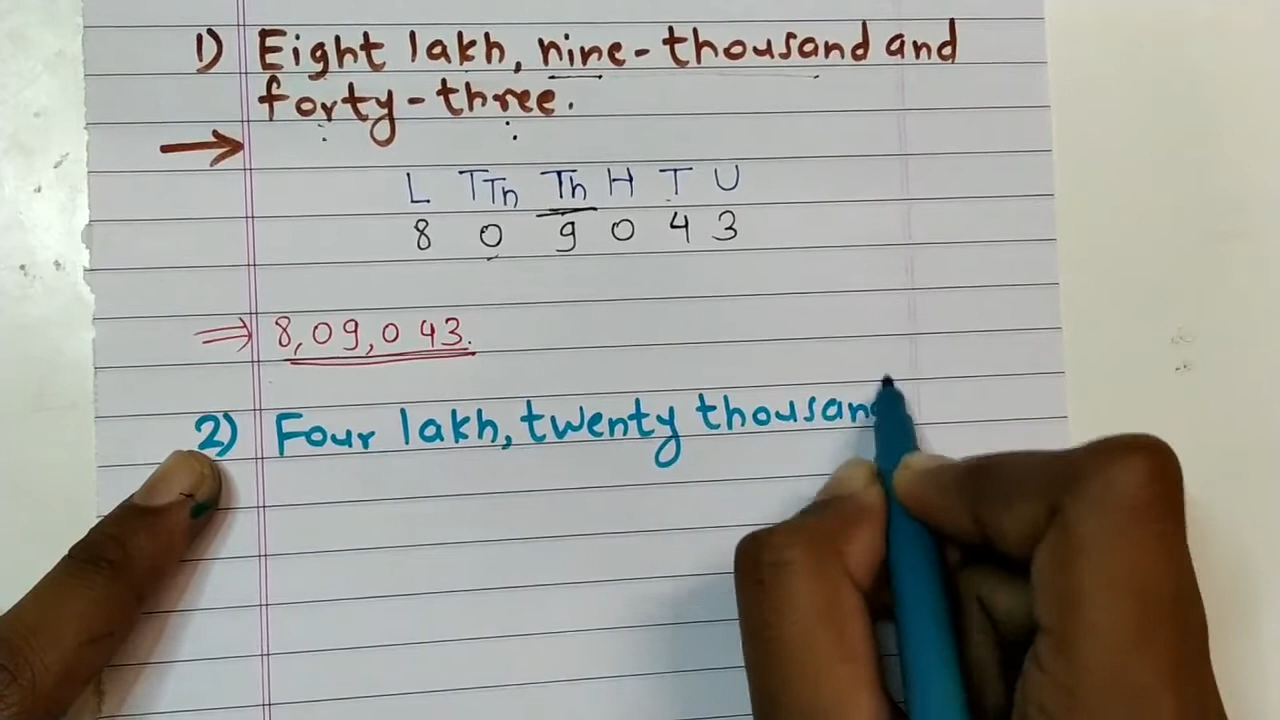 1) Eight lakh, nine-thousand and
forty-three.
L TTh Th H T U
8 0 9 0 4 3
⇒ 8,09,043.
2) Four lakh, twenty thousand